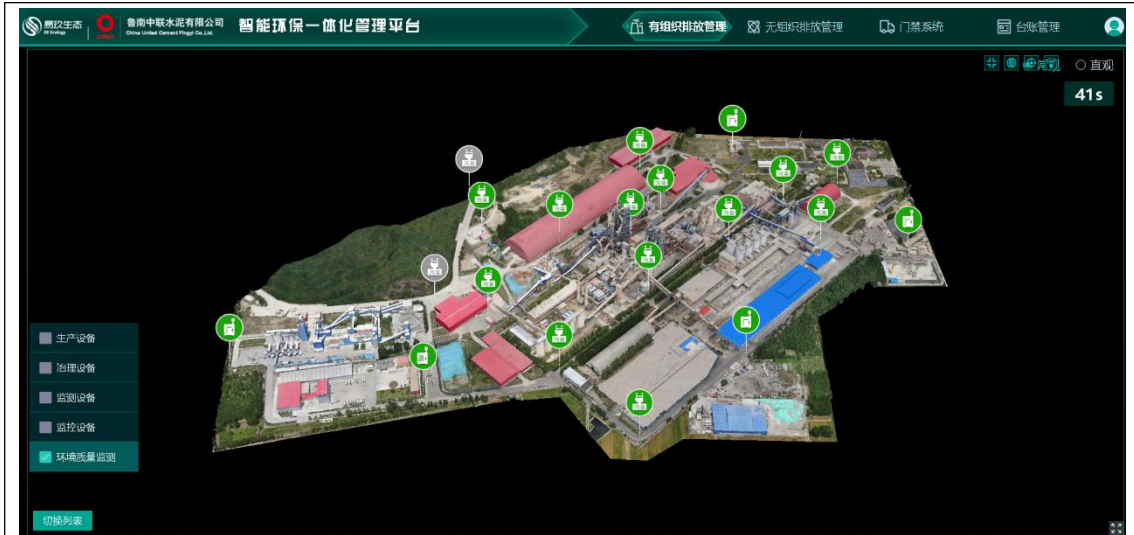 易玖生态
鲁南中联水泥有限公司
China United Cement Pingyi Co.,Ltd.
智能环保一体化管理平台
有组织排放管理
无组织排放管理
门禁系统
台账管理
直观
41s
生产设备
治理设备
监测设备
监控设备
环境质量监测
切换列表